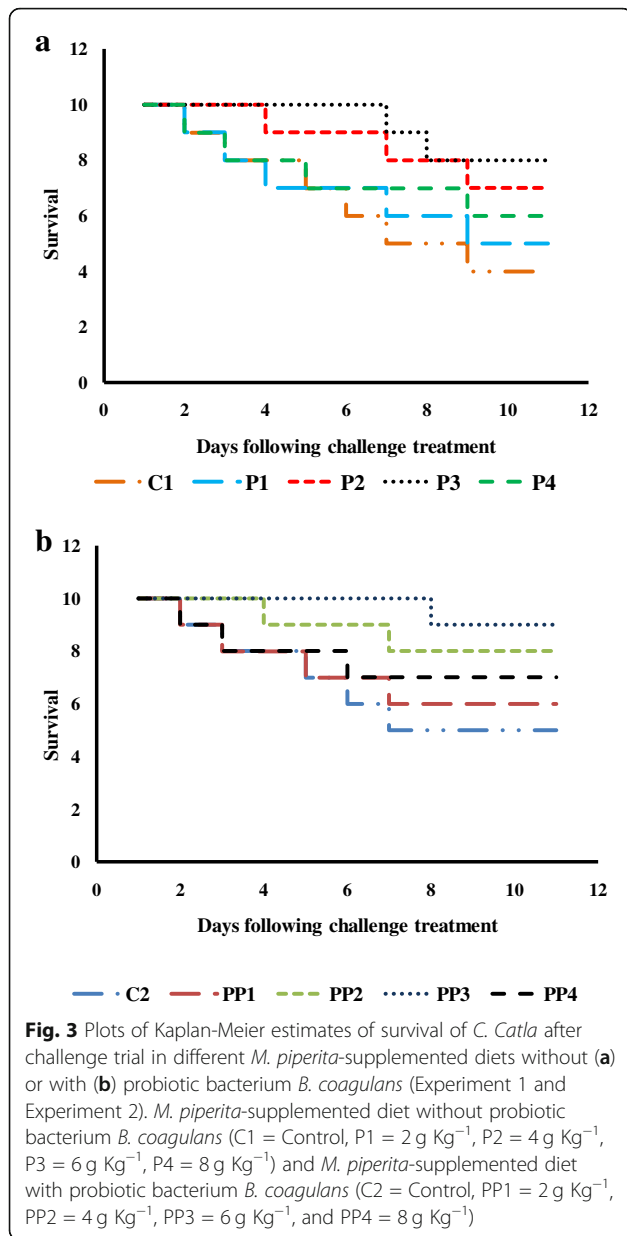 a
12
10
8
6
4
2
0
Survival
0 2 4 6 8 10 12
Days following challenge treatment
C1 P1 P2 P3 P4
b
12
10
8
6
4
2
0
Survival
0 2 4 6 8 10 12
Days following challenge treatment
C2 PP1 PP2 PP3 PP4
Fig. 3 Plots of Kaplan-Meier estimates of survival of C. Catla after
challenge trial in different M. piperita-supplemented diets without (a)
or with (b) probiotic bacterium B. coagulans (Experiment 1 and
Experiment 2). M. piperita-supplemented diet without probiotic
bacterium B. coagulans (C1 = Control, P1 = 2 g Kg⁻¹, P2 = 4 g Kg⁻¹,
P3 = 6 g Kg⁻¹, P4 = 8 g Kg⁻¹) and M. piperita-supplemented diet
with probiotic bacterium B. coagulans (C2 = Control, PP1 = 2 g Kg⁻¹,
PP2 = 4 g Kg⁻¹, PP3 = 6 g Kg⁻¹, and PP4 = 8 g Kg⁻¹)